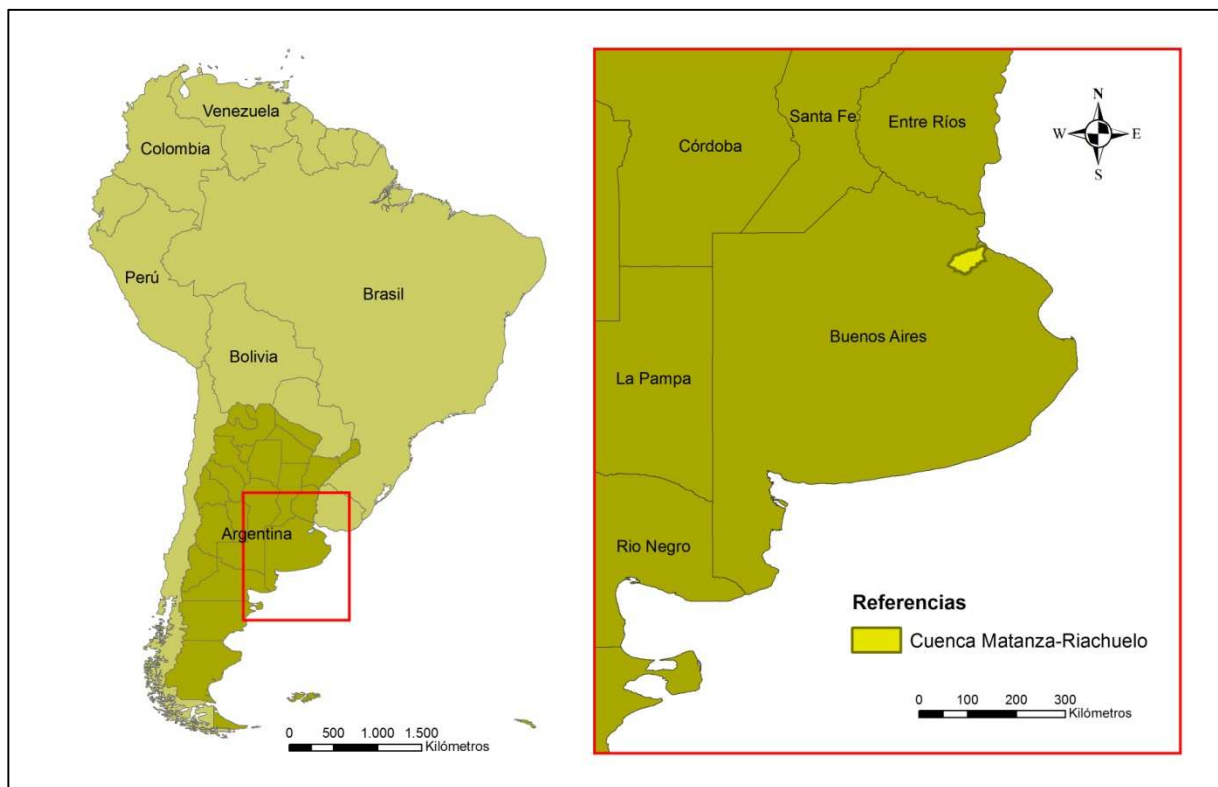 Venezuela
Colombia
Perú
Brasil
Bolivia
Argentina
0 500 1.000 1.500
Kilómetros
N
W E
S
Santa Fe
Entre Ríos
Córdoba
Buenos Aires
La Pampa
Rio Negro
Referencias
Cuenca Matanza-Riachuelo
0 100 200 300
Kilómetros